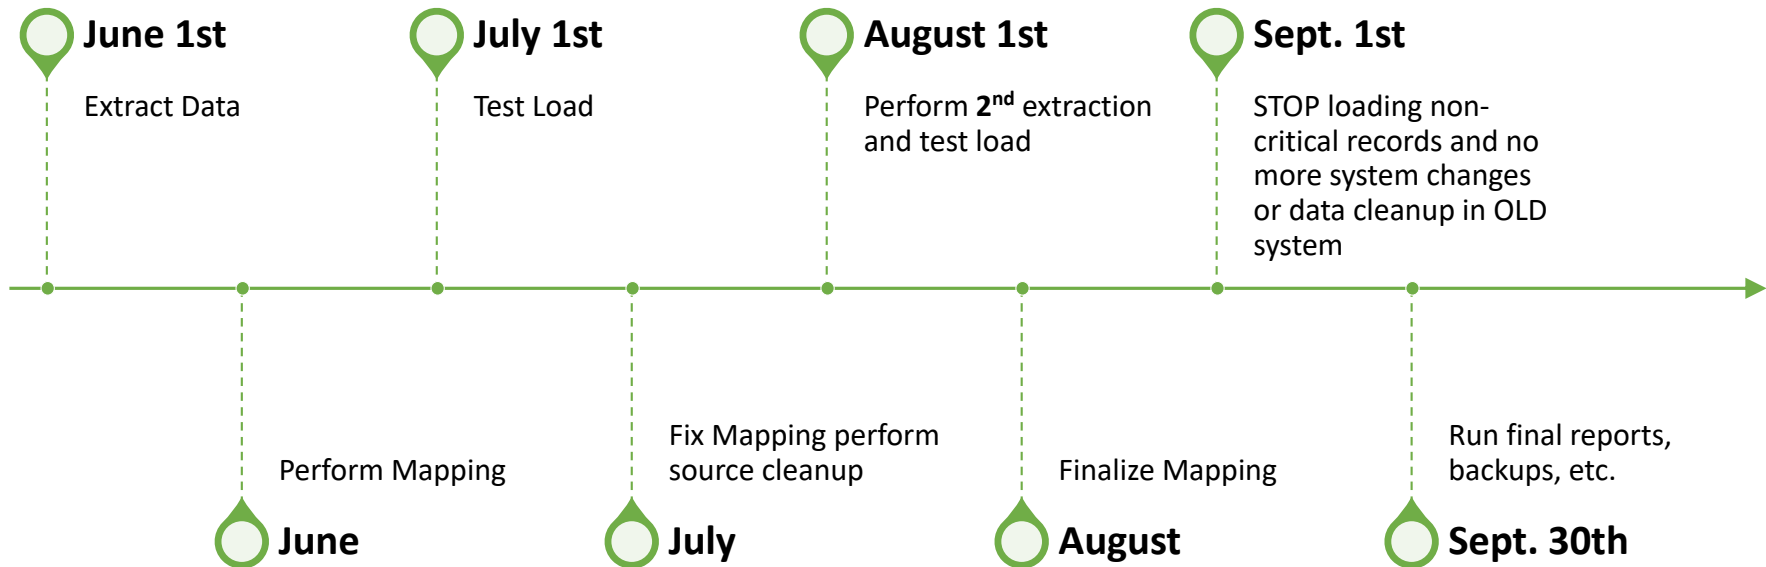 June 1st
Extract Data
July 1st
Test Load
August 1st
Perform 2nd extraction
and test load
Sept. 1st
STOP loading non-
critical records and no
more system changes
or data cleanup in OLD
system
Perform Mapping
June
Fix Mapping perform
source cleanup
July
Finalize Mapping
August
Run final reports,
backups, etc.
Sept. 30th